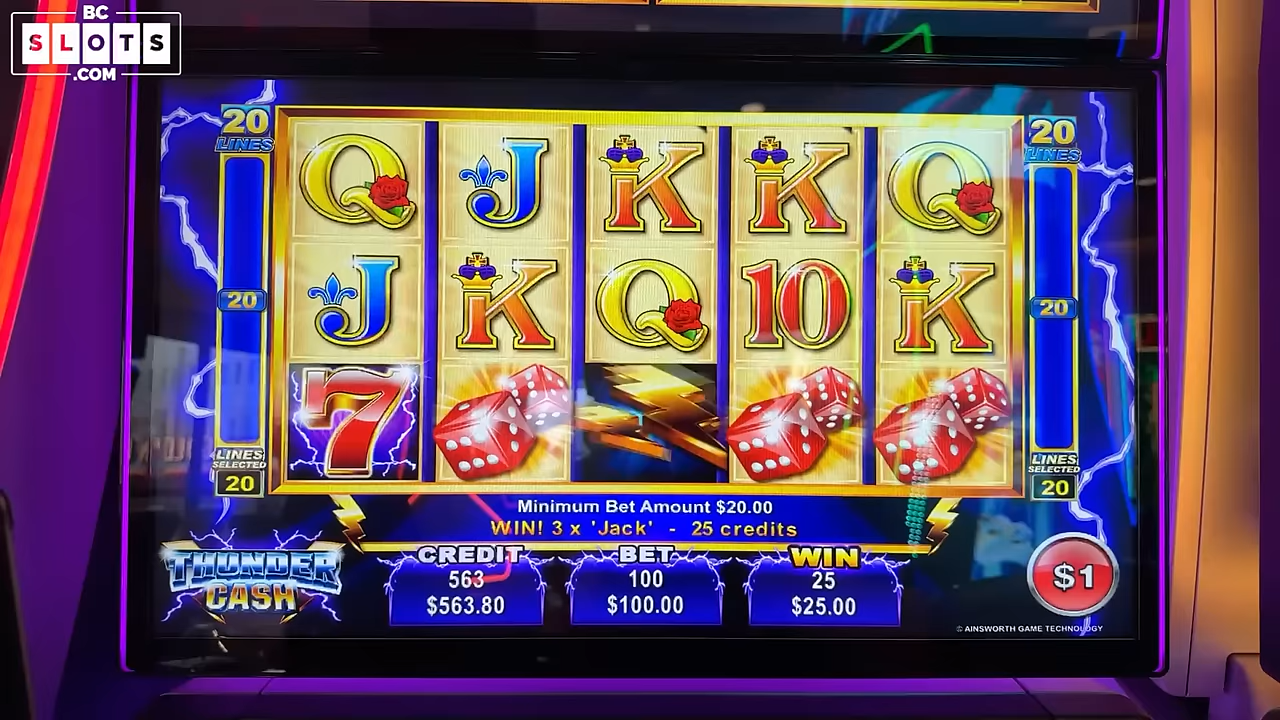 BC
SLOTS
.COM
20
LINES
20
LINES
Q
J
K
K
Q
J
K
Q
10
K
20
20
7
LINES
SELECTED
20
LINES
SELECTED
20
Minimum Bet Amount $20.00
WIN! 3 x 'Jack' - 25 credits
THUNDER
CASH
CREDIT
563
$563.80
BET
100
$100.00
WIN
25
$25.00
$1
© AINSWORTH GAME TECHNOLOGY